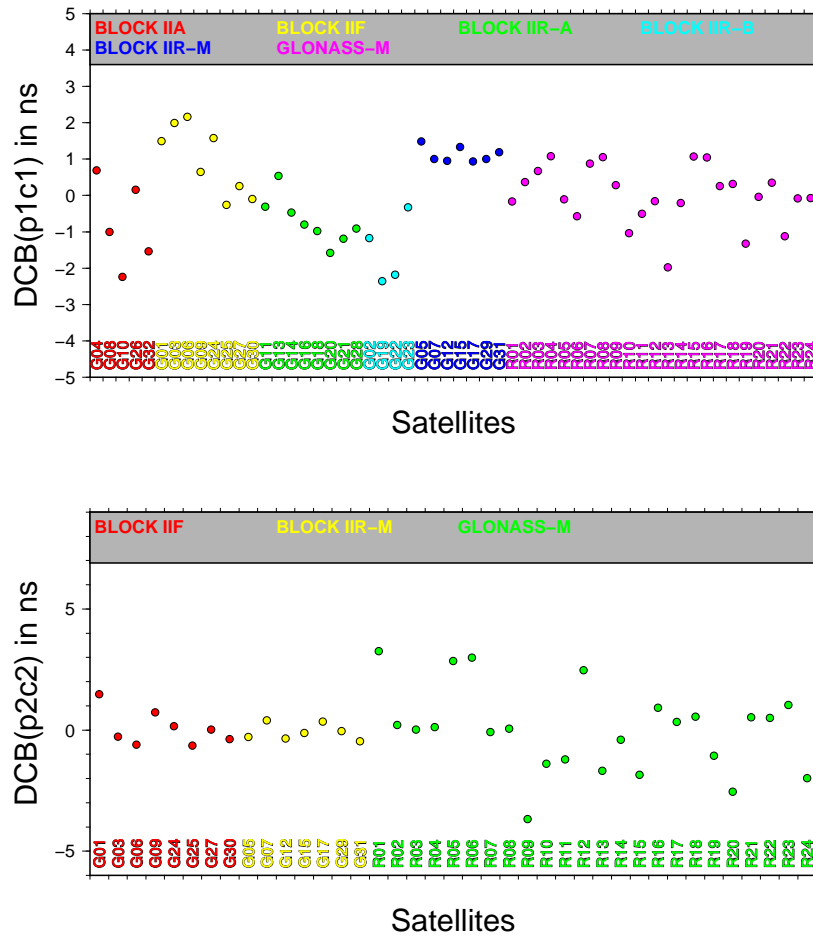 5
4
3
2
1
0
−1
−2
−3
−4
−5
DCB(p1c1) in ns
BLOCK IIA BLOCK IIF BLOCK IIR−A BLOCK IIR−B
BLOCK IIR−M GLONASS−M
G04 G08 G10 G26 G32 G01 G03 G06 G09 G24 G25 G27 G30 G11 G13 G14 G16 G18 G20 G21 G28 G02 G19 G22 G23 G05 G07 G12 G15 G17 G29 G31 R01 R02 R03 R04 R05 R06 R07 R08 R09 R10 R11 R12 R13 R14 R15 R16 R17 R18 R19 R20 R21 R22 R23 R24
Satellites
5
0
−5
DCB(p2c2) in ns
BLOCK IIF BLOCK IIR−M GLONASS−M
G01 G03 G06 G09 G24 G25 G27 G30 G05 G07 G12 G15 G17 G29 G31 R01 R02 R03 R04 R05 R06 R07 R08 R09 R10 R11 R12 R13 R14 R15 R16 R17 R18 R19 R20 R21 R22 R23 R24
Satellites